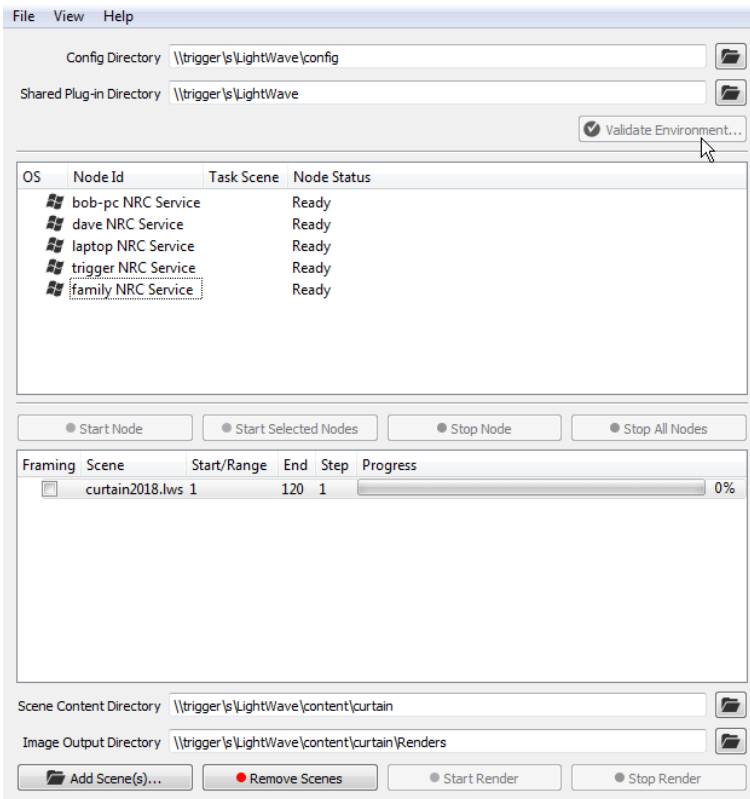 File View Help
Config Directory \\trigger\s\LightWave\config
Shared Plug-in Directory \\trigger\s\LightWave
Validate Environment...
OS Node Id Task Scene Node Status
bob-pc NRC Service Ready
dave NRC Service Ready
laptop NRC Service Ready
trigger NRC Service Ready
family NRC Service Ready
Start Node Start Selected Nodes Stop Node Stop All Nodes
Framing Scene Start/Range End Step Progress
curtain2018.lws 1 120 1 0%
Scene Content Directory \\trigger\s\LightWave\content\curtain
Image Output Directory \\trigger\s\LightWave\content\curtain\Renders
Add Scene(s)... Remove Scenes Start Render Stop Render